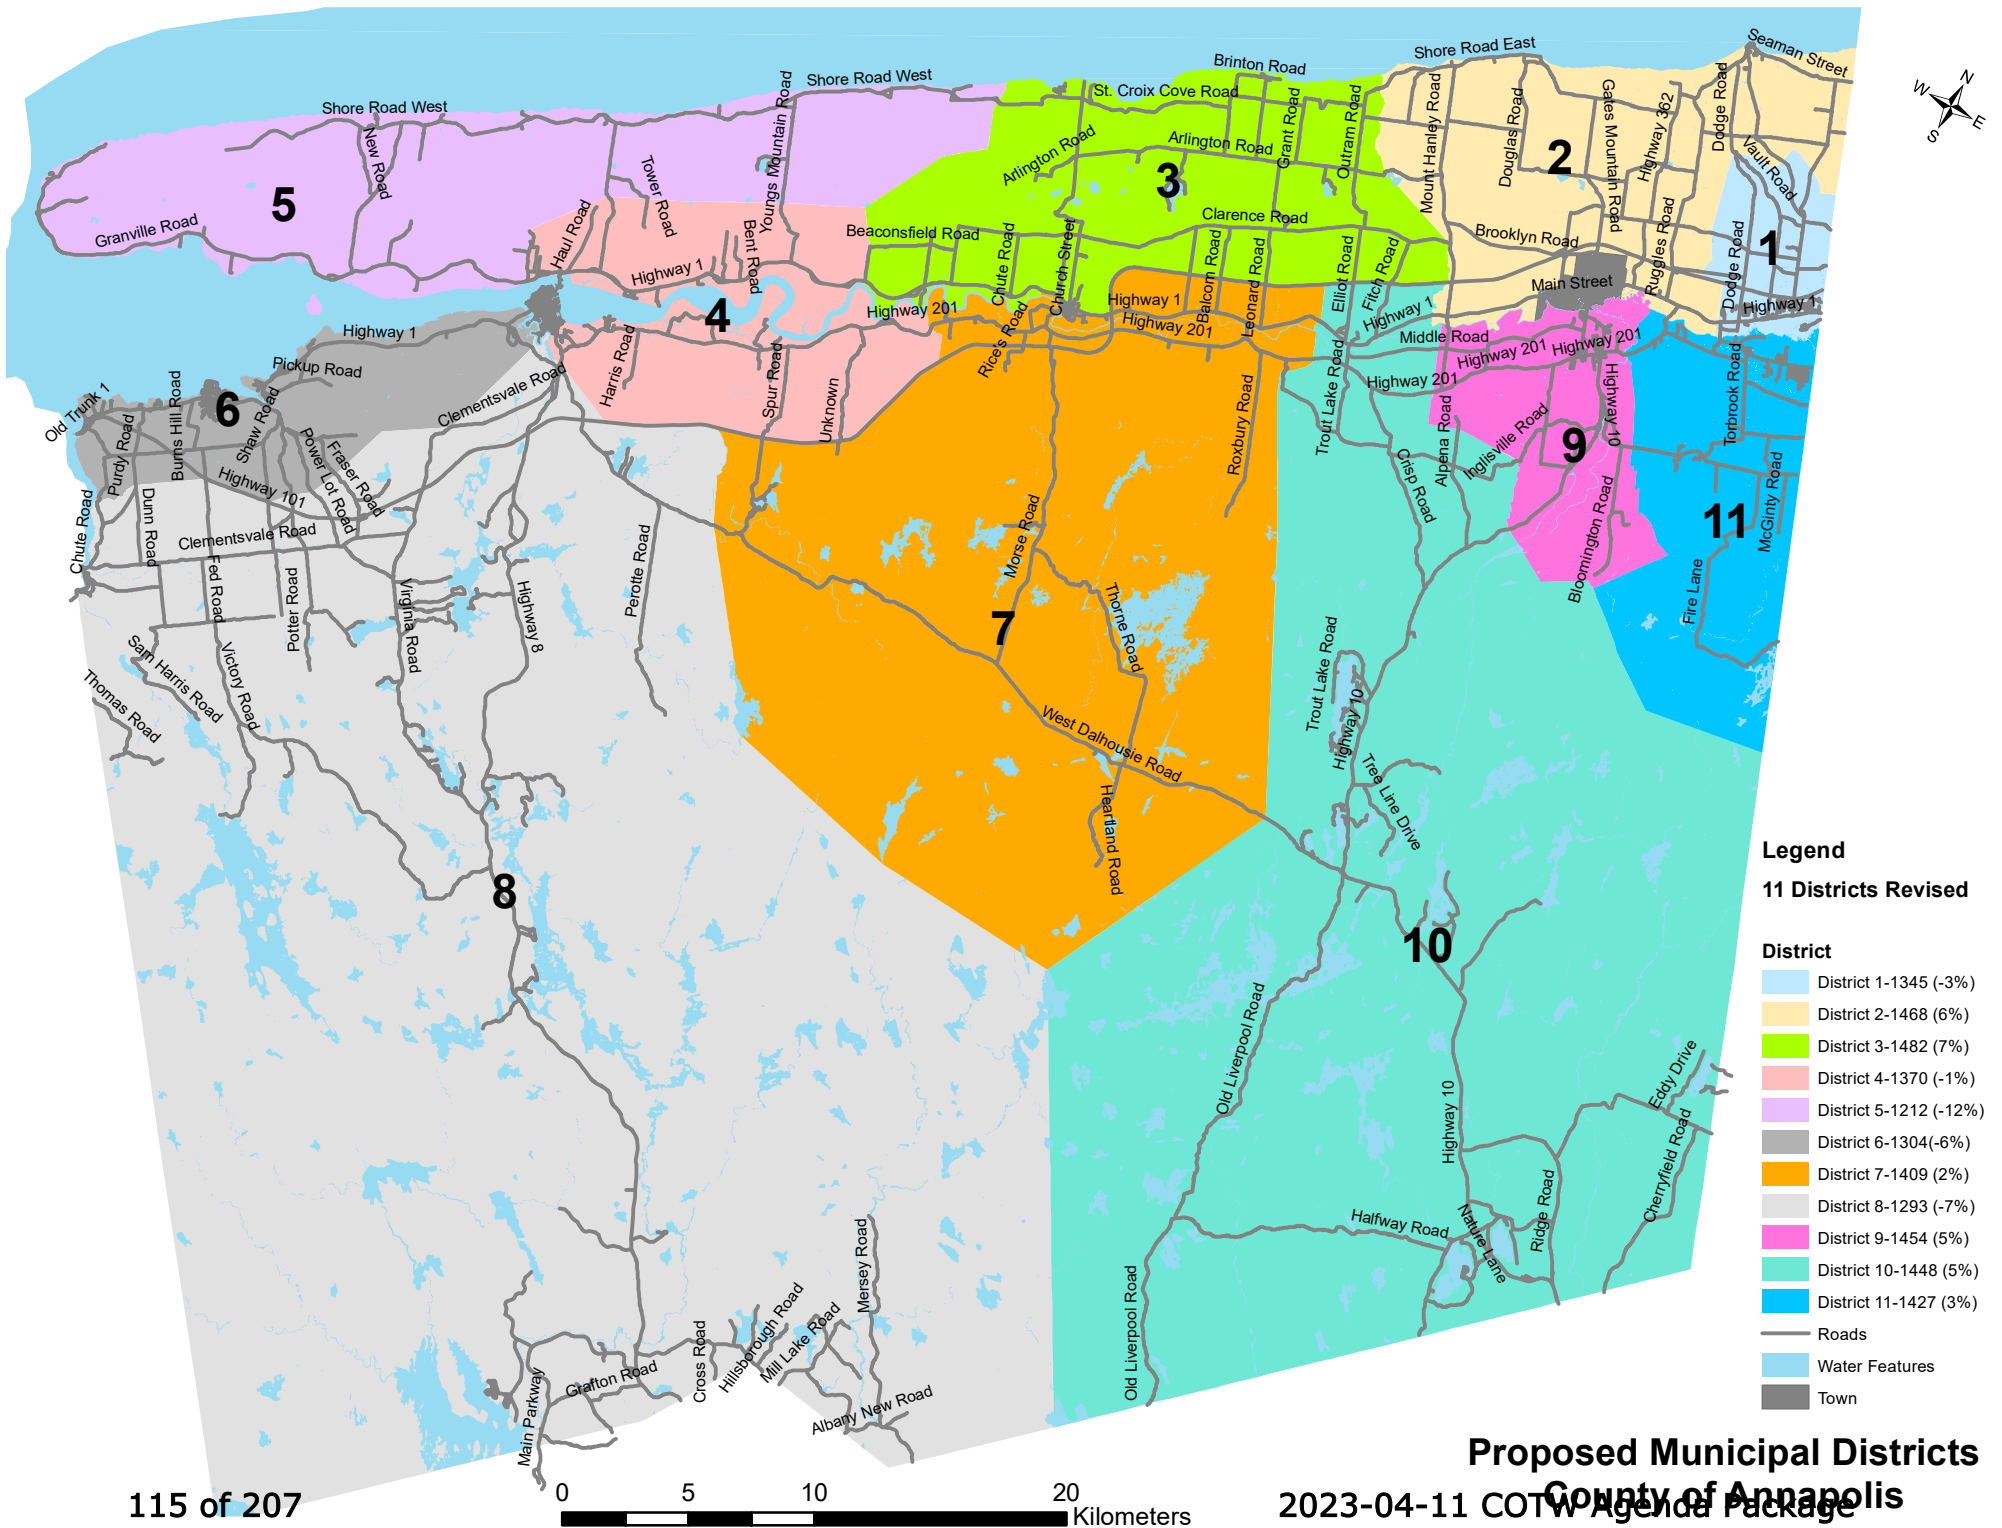 Seaman Street
Shore Road East
Brinton Road
Shore Road West
Shore Road West
St. Croix Cove Road
N
W
E
S
New Road
Youngs Mountain Road
Tower Road
Arlington Road
Arlington Road
Grant Road
Outram Road
Mount Hanley Road
Douglas Road
Gates Mountain Road
Highway 362
Dodge Road
Vault Road
5
3
2
1
Granville Road
Haul Road
Bent Road
Beaconsfield Road
Chute Road
Church Street
Clarence Road
Brooklyn Road
Ruggles Road
Dodge Road
Highway 1
4
Highway 201
Highway 1
Highway 201
Balcorn Road
Leonard Road
Elliot Road
Fitch Road
Highway 1
Main Street
Highway 1
Highway 1
Pickup Road
Harris Road
Spur Road
Unknown
Rice's Road
Middle Road
Highway 201
Highway 201
Highway 201
Old Trunk 1
6
Purdy Road
Burns Hill Road
Shaw Road
Clementsvale Road
Power Lot Road
Fraser Road
Highway 101
Roxbury Road
Trout Lake Road
Crisp Road
Alpena Road
Inglisville Road
9
Highway 10
Torbrook Road
McGinty Road
11
Chute Road
Dunn Road
Clementsvale Road
Fed Road
Potter Road
Virginia Road
Highway 8
Perotte Road
Morse Road
Thorne Road
7
Bloomington Road
Fire Lane
Sam Harris Road
Victory Road
Thomas Road
Trout Lake Road
Highway 10
West Dalhousie Road
Heartland Road
Tree Line Drive
8
10
Old Liverpool Road
Highway 10
Eddy Drive
Cherryfield Road
Ridge Road
Halfway Road
Nature Lane
Old Liverpool Road
Mersey Road
Hillsborough Road
Mill Lake Road
Cross Road
Grafton Road
Main Parkway
Albany New Road
Legend
11 Districts Revised
District
District 1-1345 (-3%)
District 2-1468 (6%)
District 3-1482 (7%)
District 4-1370 (-1%)
District 5-1212 (-12%)
District 6-1304(-6%)
District 7-1409 (2%)
District 8-1293 (-7%)
District 9-1454 (5%)
District 10-1448 (5%)
District 11-1427 (3%)
Roads
Water Features
Town
Proposed Municipal Districts
County of Annapolis
0 5 10 20
Kilometers
115 of 207
2023-04-11 COTW Agenda Package